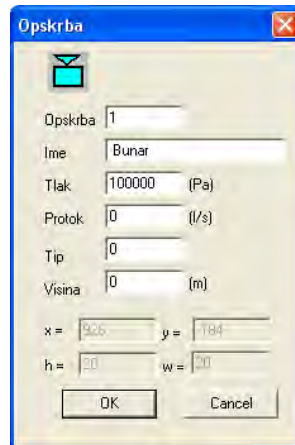 Opskrba
Opskrba 1
Ime Bunar
Tlak 100000 (Pa)
Protok 0 (l/s)
Tip 0
Visina 0 (m)
x = 926 y = -184
h = 20 w = 20
OK Cancel